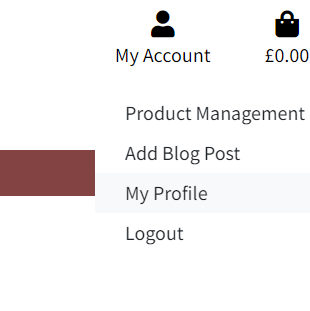 My Account £0.00
Product Management
Add Blog Post
My Profile
Logout